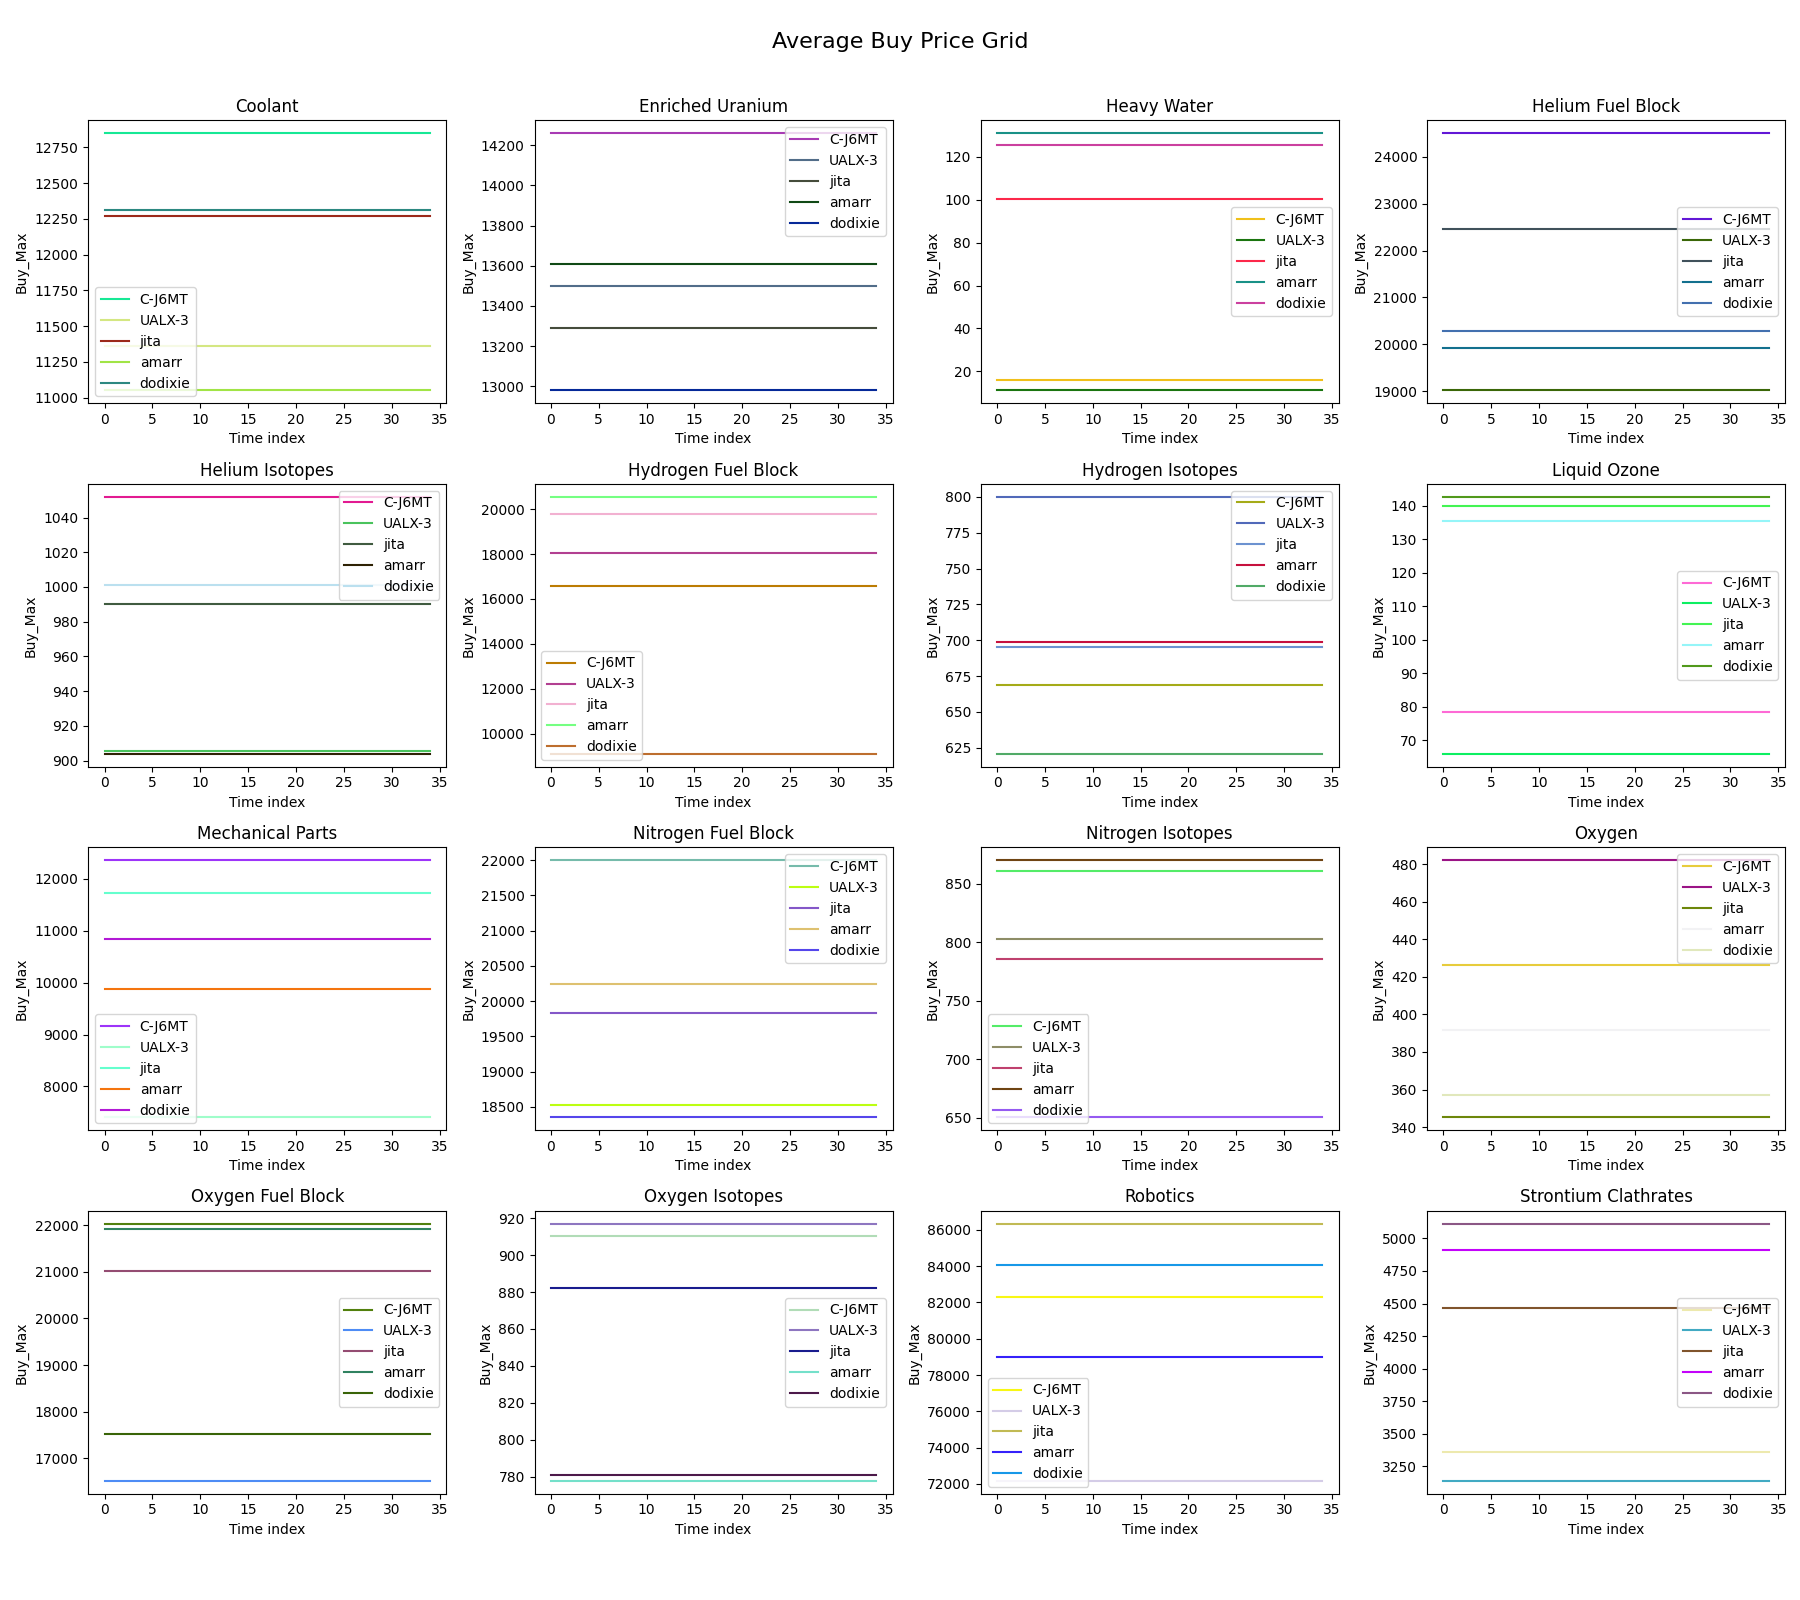 Average Buy Price Grid
Coolant
Buy_Max
12750
12500
12250
12000
11750
11500
11250
11000
C-J6MT
UALX-3
jita
amarr
dodixie
0 5 10 15 20 25 30 35
Time index
Enriched Uranium
Buy_Max
14200
14000
13800
13600
13400
13200
13000
C-J6MT
UALX-3
jita
amarr
dodixie
0 5 10 15 20 25 30 35
Time index
Heavy Water
Buy_Max
120
100
80
60
40
20
C-J6MT
UALX-3
jita
amarr
dodixie
0 5 10 15 20 25 30 35
Time index
Helium Fuel Block
Buy_Max
24000
23000
22000
21000
20000
19000
C-J6MT
UALX-3
jita
amarr
dodixie
0 5 10 15 20 25 30 35
Time index
Helium Isotopes
Buy_Max
1040
1020
1000
980
960
940
920
900
C-J6MT
UALX-3
jita
amarr
dodixie
0 5 10 15 20 25 30 35
Time index
Hydrogen Fuel Block
Buy_Max
20000
18000
16000
14000
12000
10000
C-J6MT
UALX-3
jita
amarr
dodixie
0 5 10 15 20 25 30 35
Time index
Hydrogen Isotopes
Buy_Max
800
775
750
725
700
675
650
625
C-J6MT
UALX-3
jita
amarr
dodixie
0 5 10 15 20 25 30 35
Time index
Liquid Ozone
Buy_Max
140
130
120
110
100
90
80
70
C-J6MT
UALX-3
jita
amarr
dodixie
0 5 10 15 20 25 30 35
Time index
Mechanical Parts
Buy_Max
12000
11000
10000
9000
8000
C-J6MT
UALX-3
jita
amarr
dodixie
0 5 10 15 20 25 30 35
Time index
Nitrogen Fuel Block
Buy_Max
22000
21500
21000
20500
20000
19500
19000
18500
C-J6MT
UALX-3
jita
amarr
dodixie
0 5 10 15 20 25 30 35
Time index
Nitrogen Isotopes
Buy_Max
850
800
750
700
650
C-J6MT
UALX-3
jita
amarr
dodixie
0 5 10 15 20 25 30 35
Time index
Oxygen
Buy_Max
480
460
440
420
400
380
360
340
C-J6MT
UALX-3
jita
amarr
dodixie
0 5 10 15 20 25 30 35
Time index
Oxygen Fuel Block
Buy_Max
22000
21000
20000
19000
18000
17000
C-J6MT
UALX-3
jita
amarr
dodixie
0 5 10 15 20 25 30 35
Time index
Oxygen Isotopes
Buy_Max
920
900
880
860
840
820
800
780
C-J6MT
UALX-3
jita
amarr
dodixie
0 5 10 15 20 25 30 35
Time index
Robotics
Buy_Max
86000
84000
82000
80000
78000
76000
74000
72000
C-J6MT
UALX-3
jita
amarr
dodixie
0 5 10 15 20 25 30 35
Time index
Strontium Clathrates
Buy_Max
5000
4750
4500
4250
4000
3750
3500
3250
C-J6MT
UALX-3
jita
amarr
dodixie
0 5 10 15 20 25 30 35
Time index